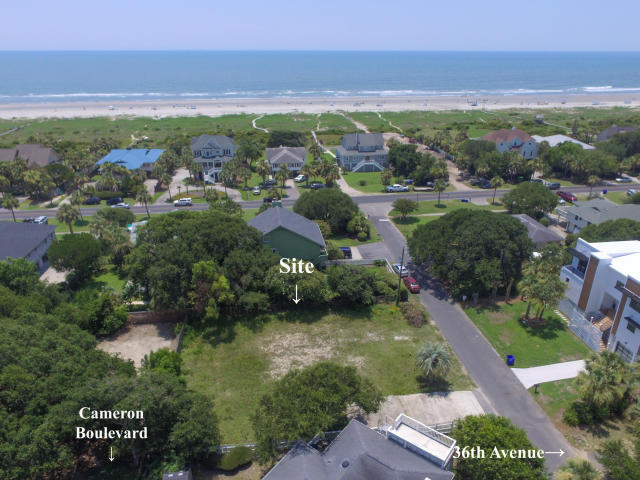 Site
↓
Cameron
Boulevard
↓
36th Avenue→